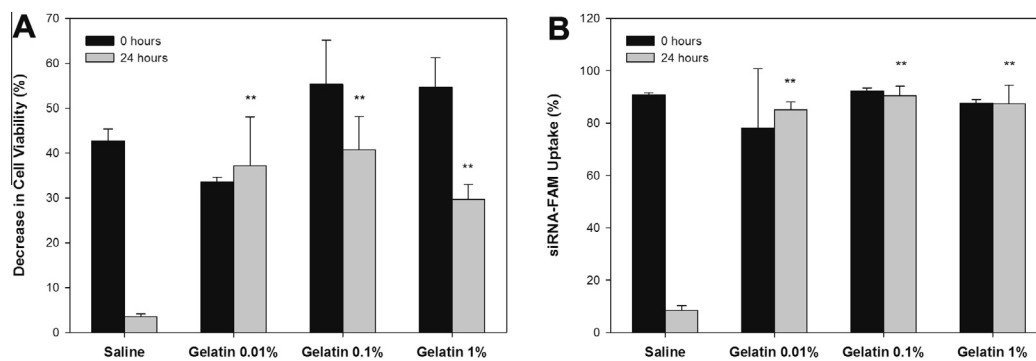 A
Decrease in Cell Viability (%)
70
60
50
40
30
20
10
0
0 hours
24 hours
**
**
**
Saline
Gelatin 0.01%
Gelatin 0.1%
Gelatin 1%
B
siRNA-FAM Uptake (%)
120
100
80
60
40
20
0
0 hours
24 hours
**
**
**
Saline
Gelatin 0.01%
Gelatin 0.1%
Gelatin 1%